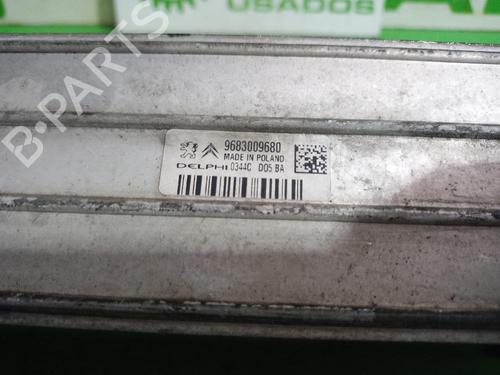 USADOS
B-PARTS
9683009680
MADE IN POLAND
DELPHI 0344C D05 BA